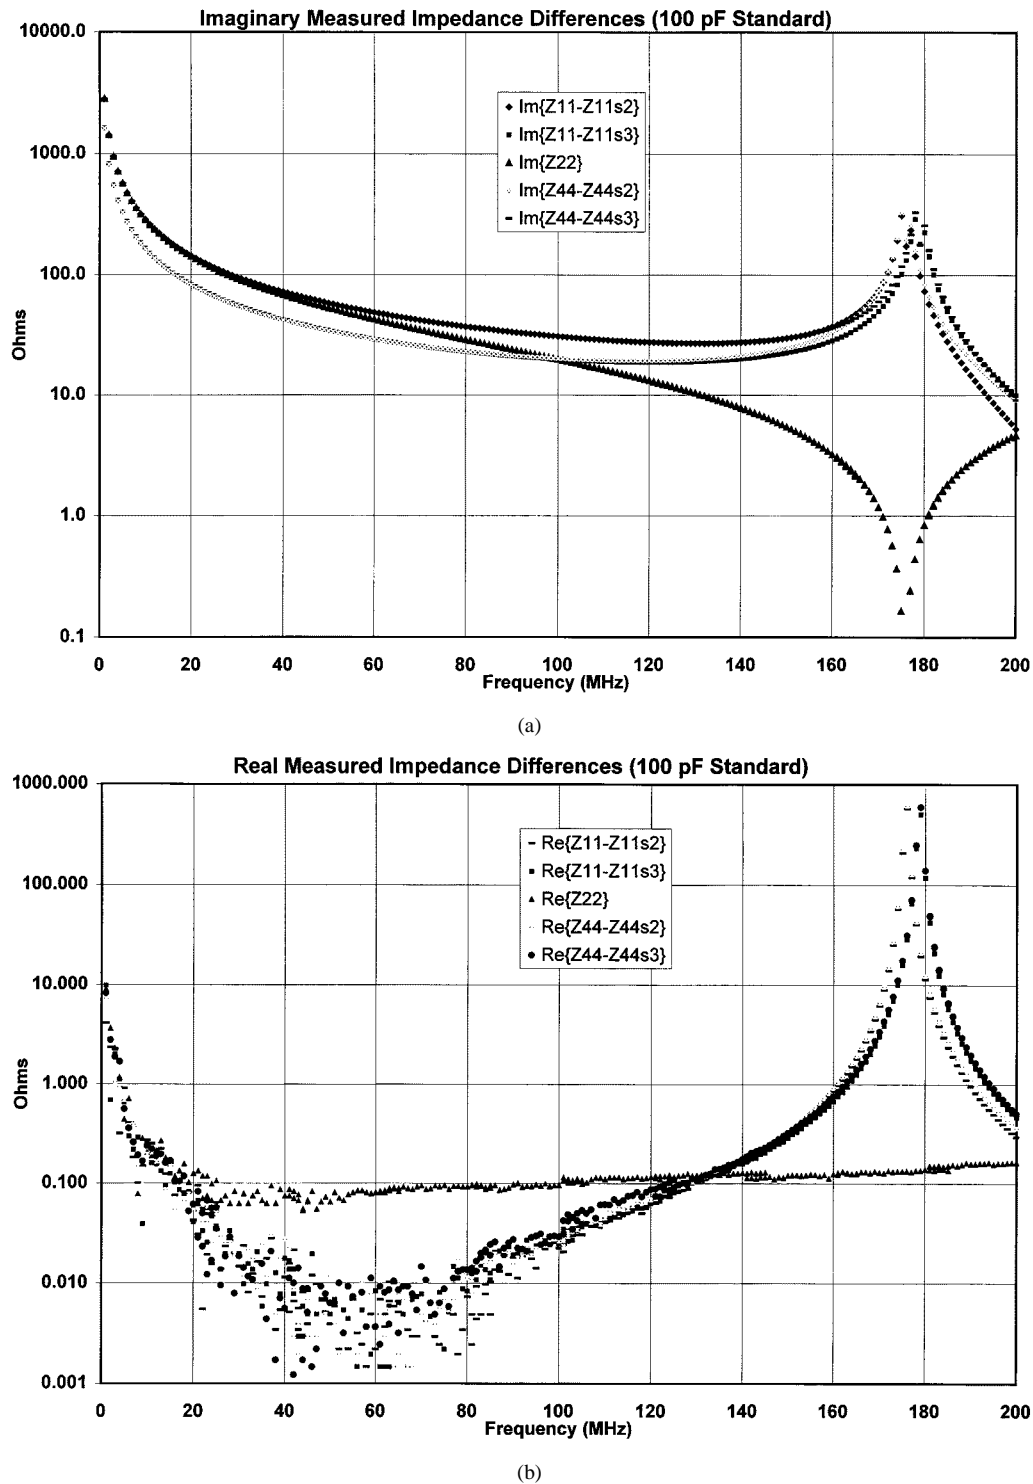 Imaginary Measured Impedance Differences (100 pF Standard)
10000.0
1000.0
100.0
10.0
1.0
0.1
Ohms
Im{Z11-Z11s2}
Im{Z11-Z11s3}
Im{Z22}
Im{Z44-Z44s2}
Im{Z44-Z44s3}
0 20 40 60 80 100 120 140 160 180 200
Frequency (MHz)
(a)
Real Measured Impedance Differences (100 pF Standard)
1000.000
100.000
10.000
1.000
0.100
0.010
0.001
Ohms
Re{Z11-Z11s2}
Re{Z11-Z11s3}
Re{Z22}
Re{Z44-Z44s2}
Re{Z44-Z44s3}
0 20 40 60 80 100 120 140 160 180 200
Frequency (MHz)
(b)